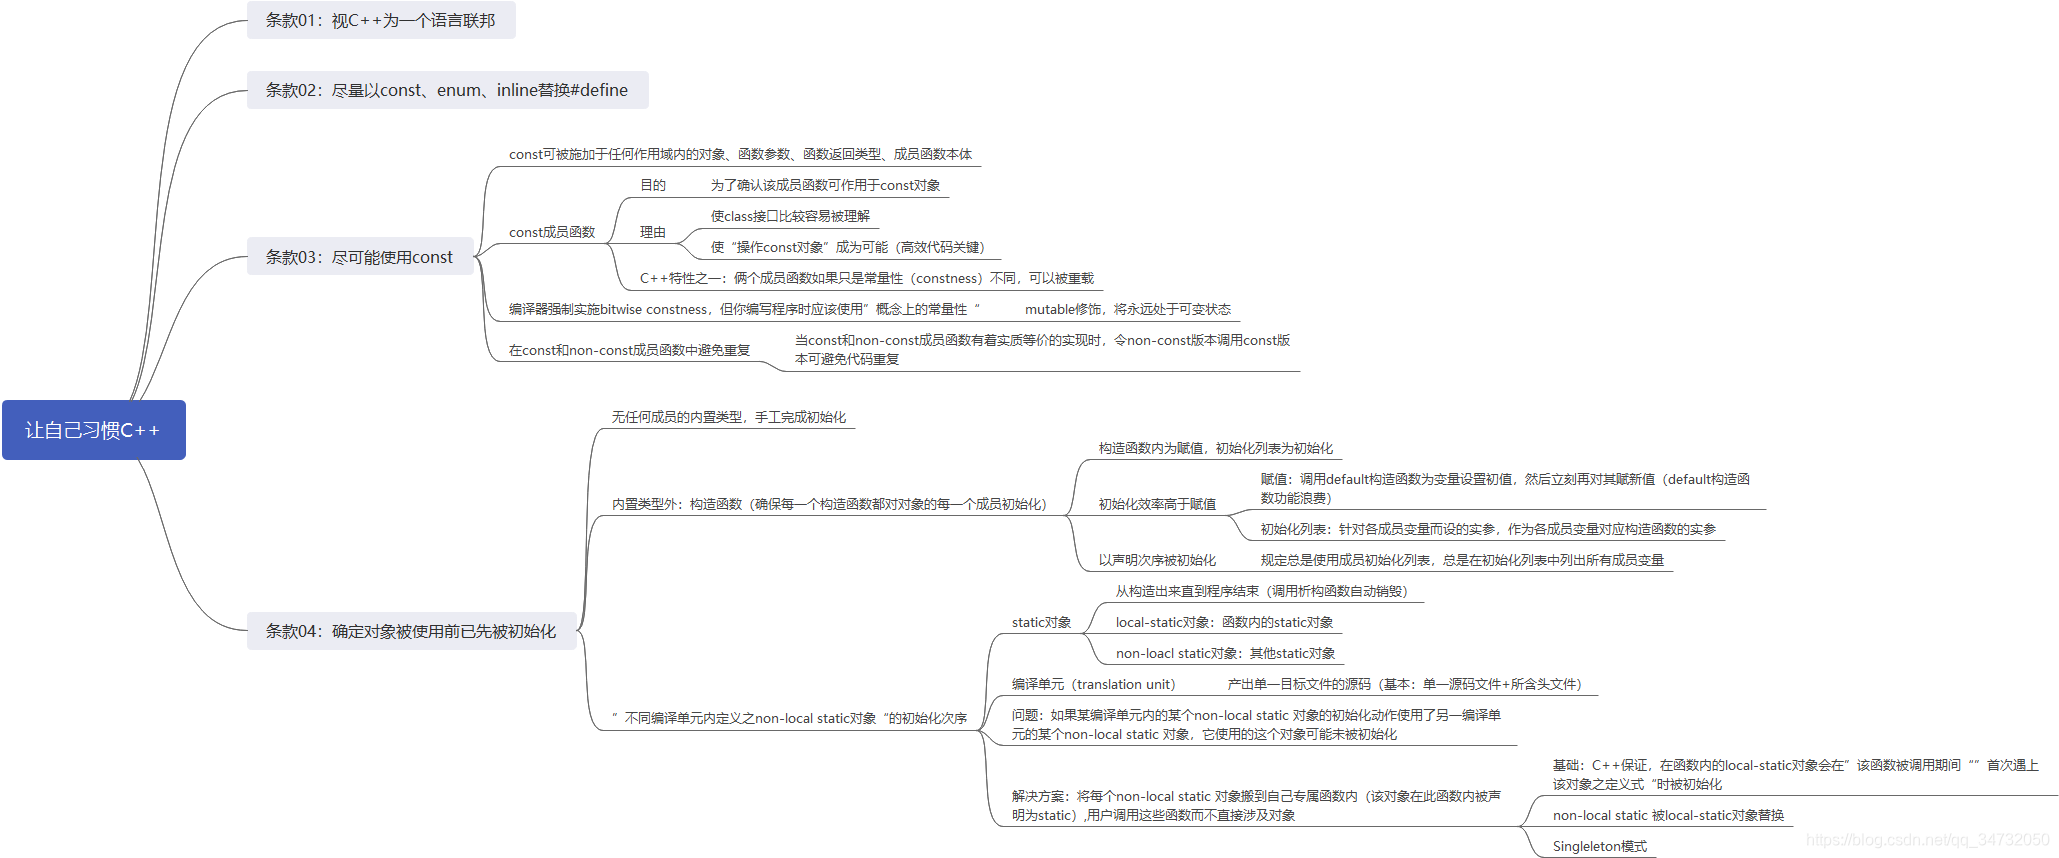 让自己习惯C++
条款01：视C++为一个语言联邦
条款02：尽量以const、enum、inline替换#define
条款03：尽可能使用const
const可被施加于任何作用域内的对象、函数参数、函数返回类型、成员函数本体
const成员函数
目的
为了确认该成员函数可作用于const对象
理由
使class接口比较容易被理解
使“操作const对象”成为可能（高效代码关键）
C++特性之一：俩个成员函数如果只是常量性（constness）不同，可以被重载
编译器强制实施bitwise constness，但你编写程序时应该使用”概念上的常量性“
mutable修饰，将永远处于可变状态
在const和non-const成员函数中避免重复
当const和non-const成员函数有着实质等价的实现时，令non-const版本调用const版
本可避免代码重复
条款04：确定对象被使用前已先被初始化
无任何成员的内置类型，手工完成初始化
内置类型外：构造函数（确保每一个构造函数都对对象的每一个成员初始化）
构造函数内为赋值，初始化列表为初始化
初始化效率高于赋值
赋值：调用default构造函数为变量设置初值，然后立刻再对其赋新值（default构造函
数功能浪费）
初始化列表：针对各成员变量而设的实参，作为各成员变量对应构造函数的实参
以声明次序被初始化
规定总是使用成员初始化列表，总是在初始化列表中列出所有成员变量
”不同编译单元内定义之non-local static对象“的初始化次序
static对象
从构造出来直到程序结束（调用析构函数自动销毁）
local-static对象：函数内的static对象
non-loacl static对象：其他static对象
编译单元（translation unit）
产出单一目标文件的源码（基本：单一源码文件+所含头文件）
问题：如果某编译单元内的某个non-local static 对象的初始化动作使用了另一编译单
元的某个non-local static 对象，它使用的这个对象可能未被初始化
解决方案：将每个non-local static 对象搬到自己专属函数内（该对象在此函数内被声
明为static）,用户调用这些函数而不直接涉及对象
基础：C++保证，在函数内的local-static对象会在”该函数被调用期间“”首次遇上
该对象之定义式“时被初始化
non-local static 被local-static对象替换
Singleleton模式
https://blog.csdn.net/qq_34732050